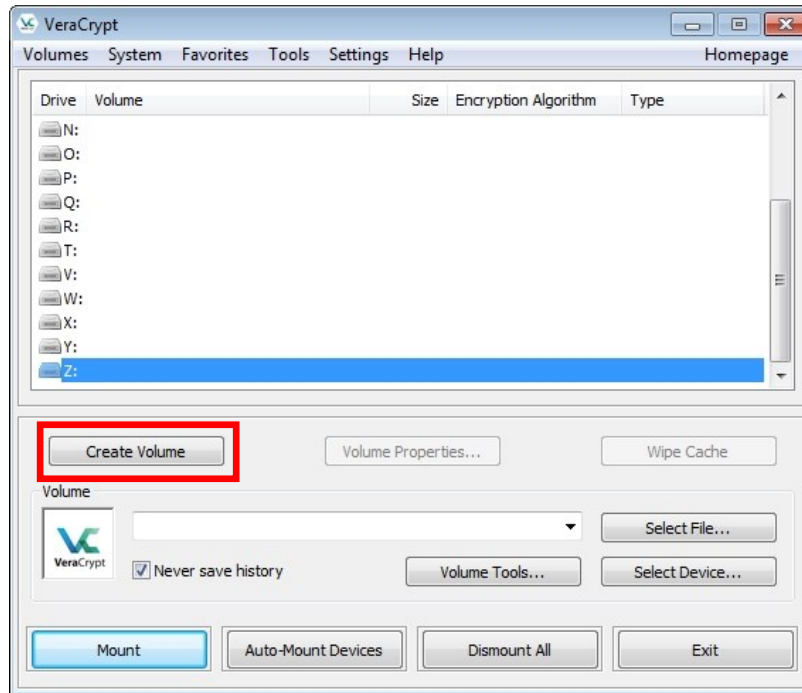 VeraCrypt
Volumes System Favorites Tools Settings Help Homepage
Drive Volume Size Encryption Algorithm Type
N:
O:
P:
Q:
R:
T:
V:
W:
X:
Y:
Z:
Create Volume Volume Properties... Wipe Cache
Volume
VeraCrypt
Select File...
Never save history Volume Tools... Select Device...
Mount Auto-Mount Devices Dismount All Exit